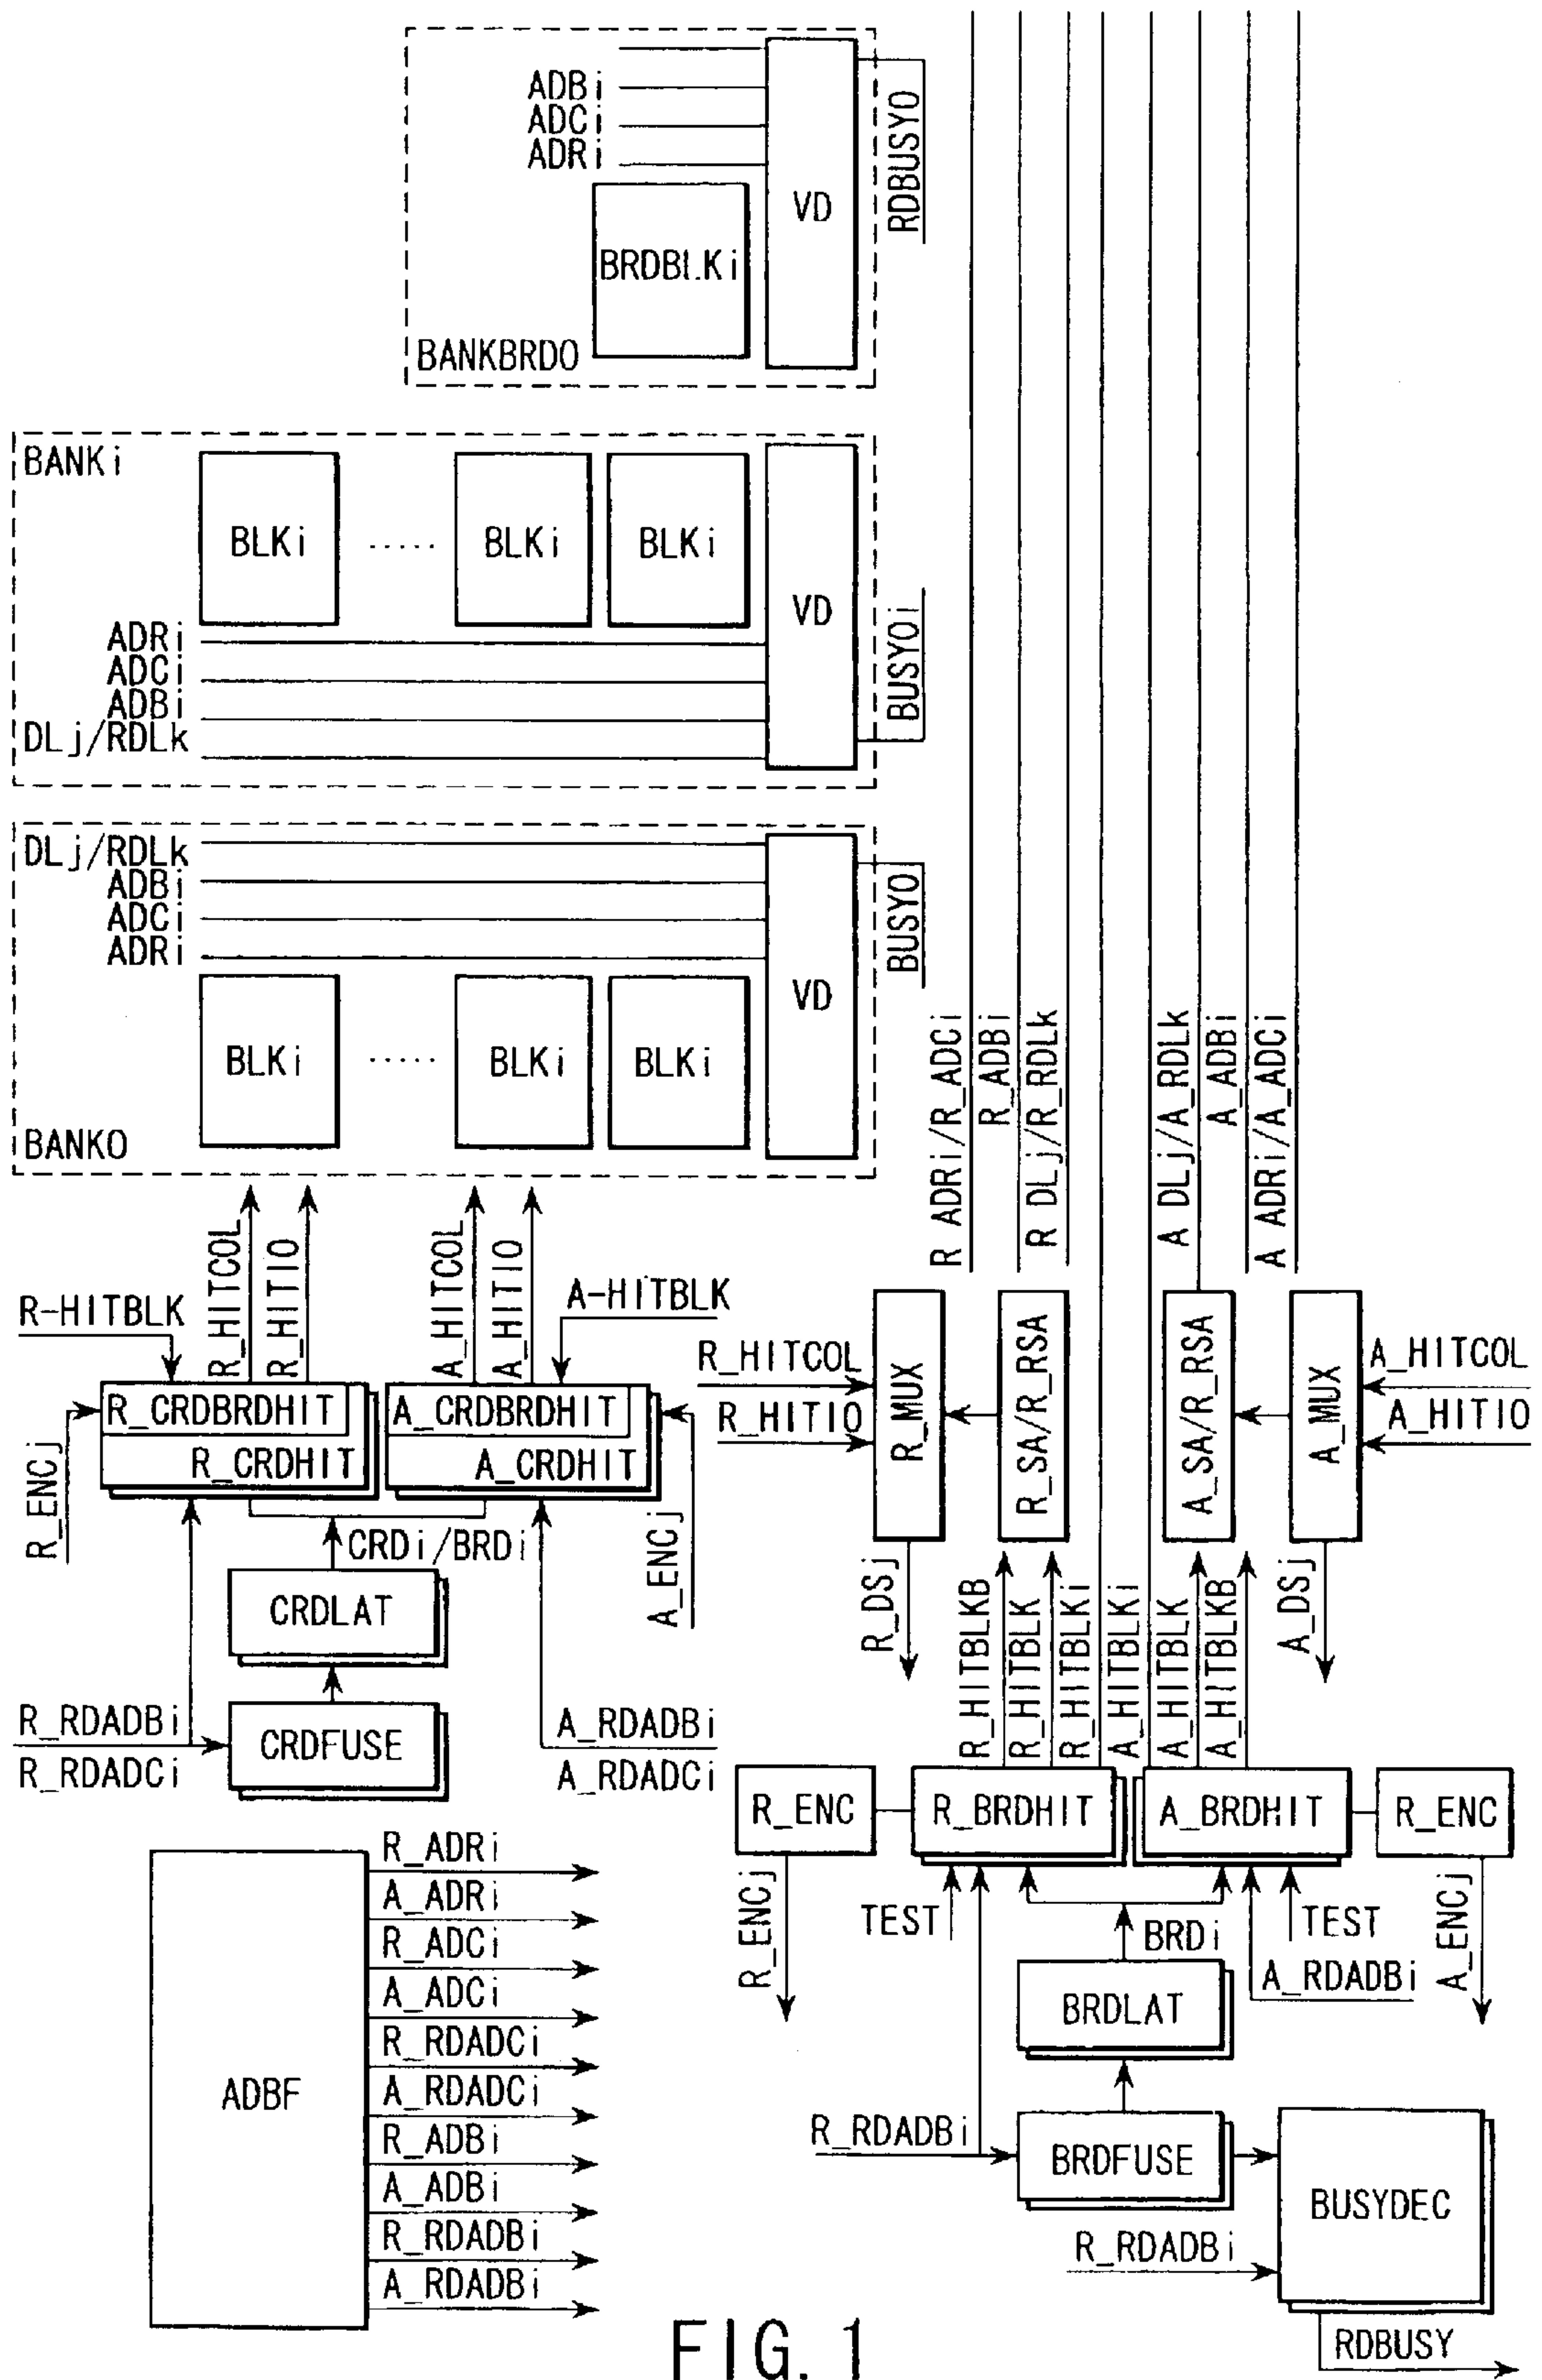 ADBi
ADCi
ADRi
VD
RDBUSY0
BRDBLKi
BANKBRD0
BANKi
BLKi
.....
BLKi
BLKi
VD
BUSY0i
ADRi
ADCi
ADBi
DLj/RDLk
DLj/RDLk
ADBi
ADCi
ADRi
VD
BUSY0
BLKi
.....
BLKi
BLKi
BANK0
R_ADRi/R_ADCi
R_ADBi
R DLj/R_RDLk
A DLj/A_RDLk
A_ADBi
A ADRi/A_ADCi
R-HITBLK
R_HITCOL
R_HITIO
A_HITCOL
A_HITIO
A-HITBLK
R_CRDBRDHIT
R_CRDHIT
A_CRDBRDHIT
A_CRDHIT
R_ENCj
A_ENCj
CRDi/BRDi
CRDLAT
CRDFUSE
R_RDADBi
R_RDADCi
A_RDADBi
A_RDADCi
R_HITCOL
R_HITIO
R_MUX
R_SA/R_RSA
A_SA/R_RSA
A_MUX
A_HITCOL
A_HITIO
R_DSj
R_HITBLKB
R_HITBLK
R_HITBLKi
A_HITBLKi
A_HITBLK
A_HITBLKB
A_DSj
R_ENC
R_BRDHIT
A_BRDHIT
R_ENC
R_ENCj
TEST
BRDi
TEST
A_RDADBi
A_ENCj
BRDLAT
R_RDADBi
BRDFUSE
BUSYDEC
R_RDADBi
RDBUSY
ADBF
R_ADRi
A_ADRi
R_ADCi
A_ADCi
R_RDADCi
A_RDADCi
R_ADBi
A_ADBi
R_RDADBi
A_RDADBi
FIG. 1